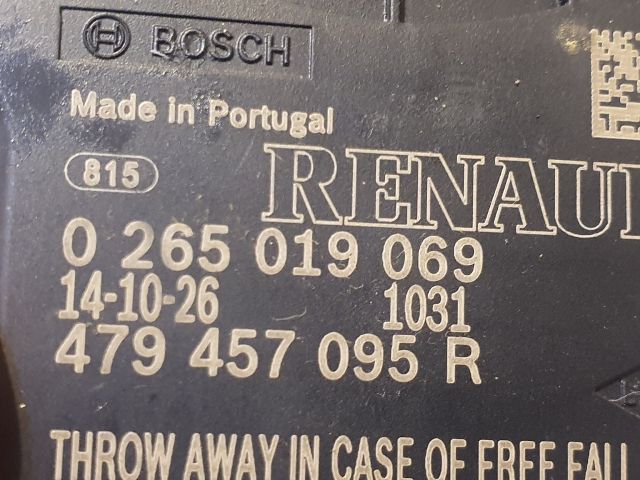 BOSCH
Made in Portugal
815 RENAUL
0 265 019 069
14-10-26 1031
479 457 095 R
THROW AWAY IN CASE OF FREE FALL